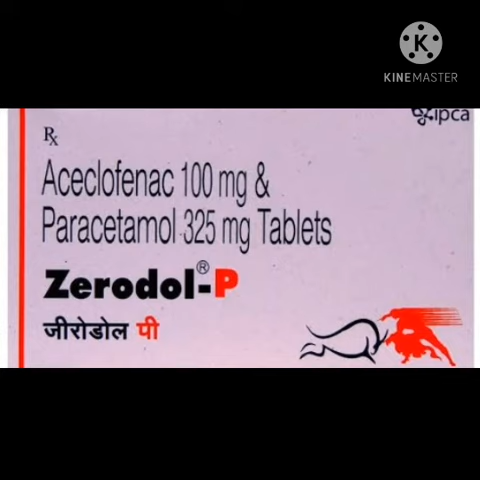 KINEMASTER
ipca
Rx
Aceclofenac 100 mg &
Paracetamol 325 mg Tablets
Zerodol®-P
जीरोडोल पी